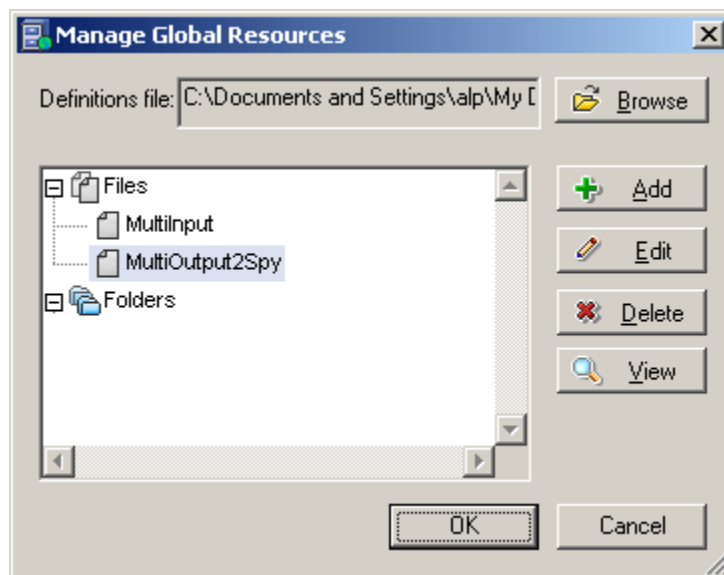 Manage Global Resources
Definitions file: C:\Documents and Settings\alp\My
Browse
Files
MultiInput
MultiOutput2Spy
Folders
Add
Edit
Delete
View
OK
Cancel